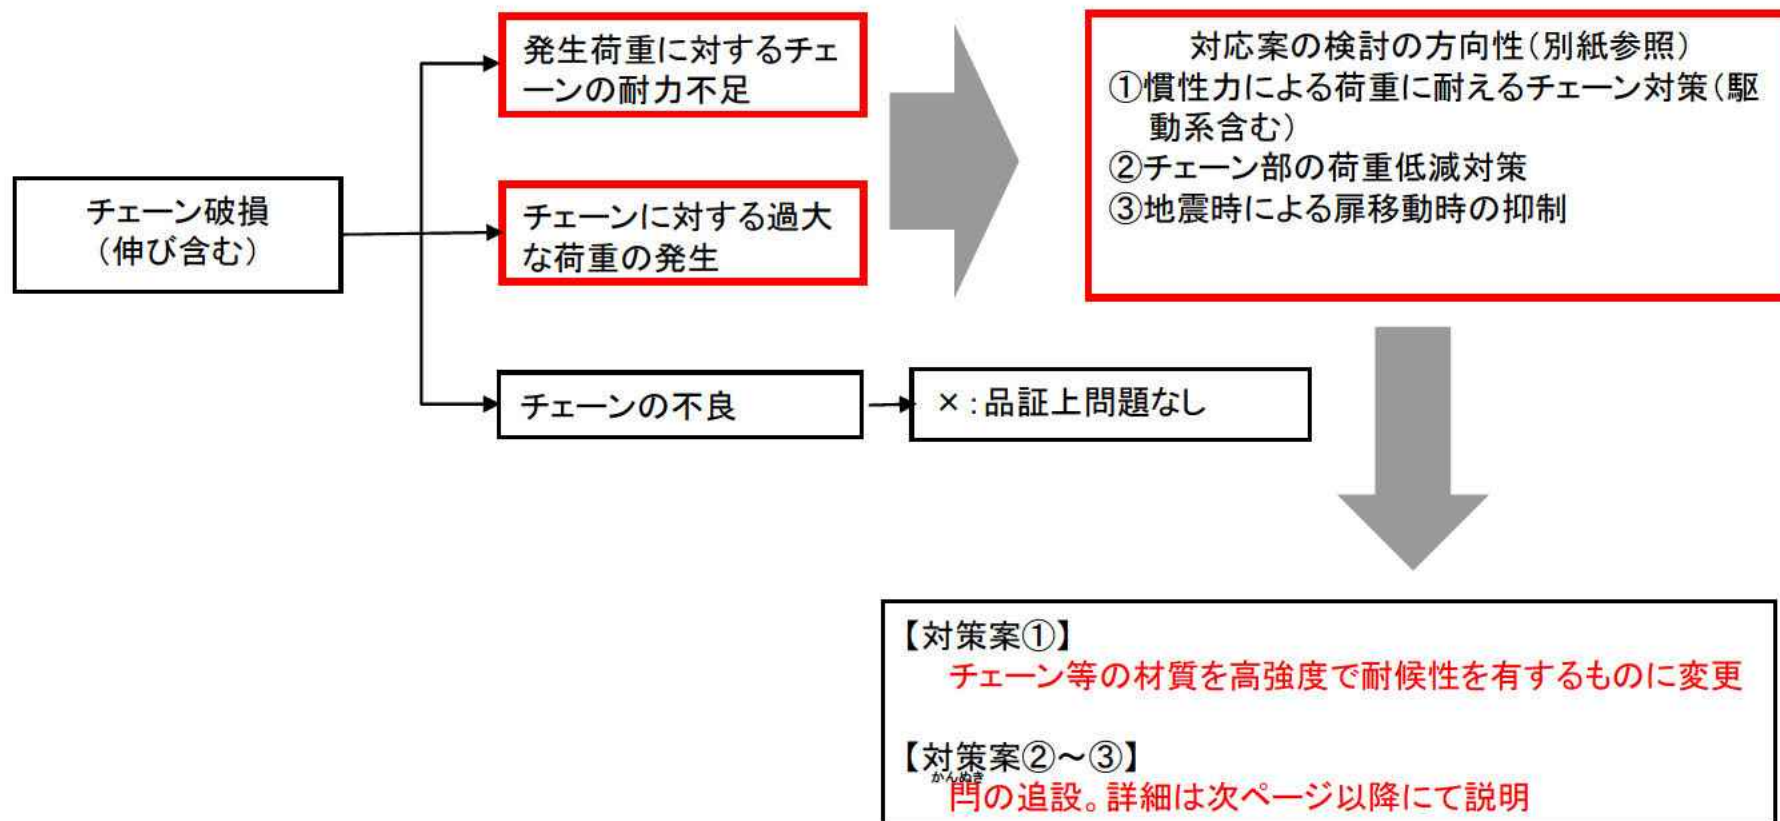 チェーン破損
（伸び含む）
発生荷重に対するチェ
ーンの耐力不足
チェーンに対する過大
な荷重の発生
チェーンの不良
×：品証上問題なし
対応案の検討の方向性（別紙参照）
①慣性力による荷重に耐えるチェーン対策（駆
動系含む）
②チェーン部の荷重低減対策
③地震時による扉移動時の抑制
【対策案①】
チェーン等の材質を高強度で耐候性を有するものに変更
【対策案②～③】
かんぬき
閂の追設。詳細は次ページ以降にて説明